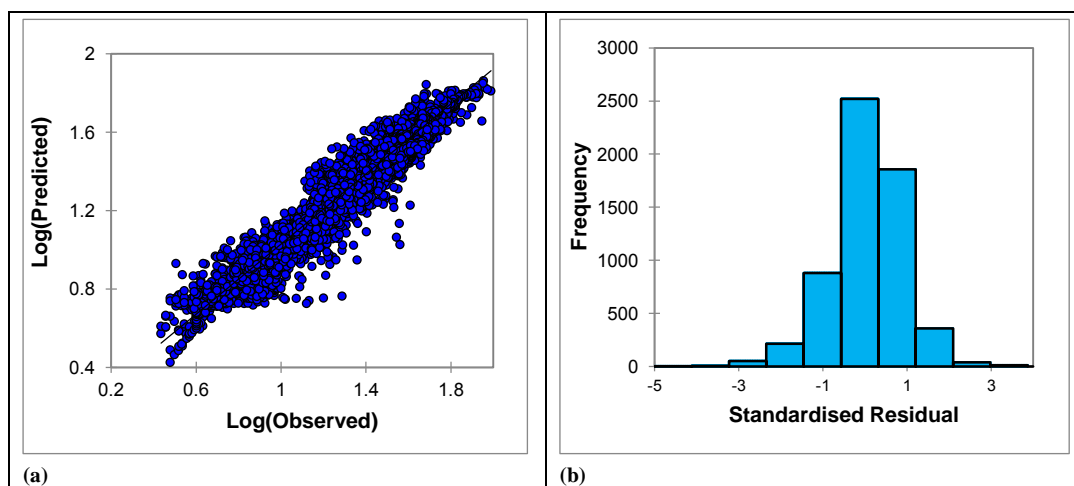 2
1.6
1.2
0.8
0.4
0.2 0.6 1 1.4 1.8
Log(Predicted)
Log(Observed)
(a)
3000
2500
2000
1500
1000
500
0
-5 -3 -1 1 3
Frequency
Standardised Residual
(b)